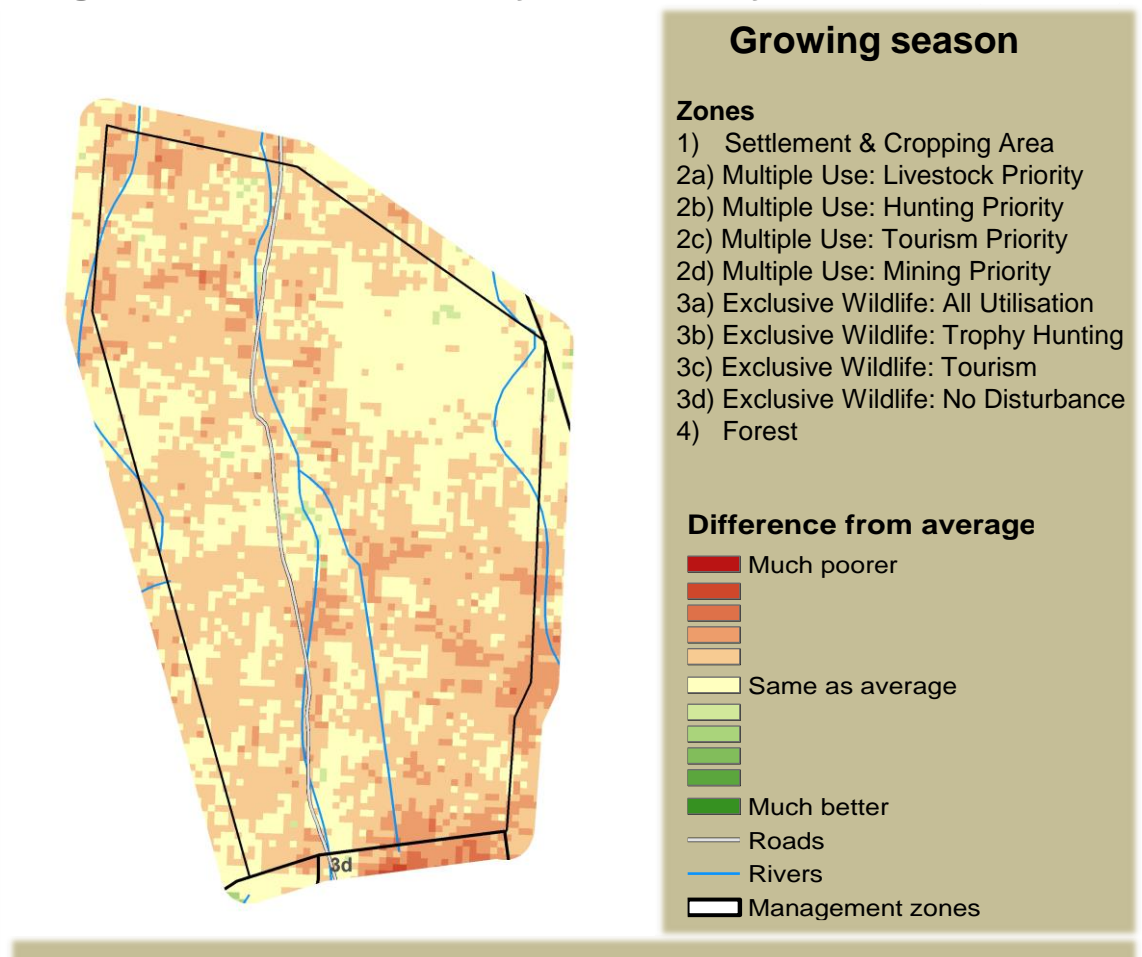 Growing season
Zones
1) Settlement & Cropping Area
2a) Multiple Use: Livestock Priority
2b) Multiple Use: Hunting Priority
2c) Multiple Use: Tourism Priority
2d) Multiple Use: Mining Priority
3a) Exclusive Wildlife: All Utilisation
3b) Exclusive Wildlife: Trophy Hunting
3c) Exclusive Wildlife: Tourism
3d) Exclusive Wildlife: No Disturbance
4) Forest
Difference from average
Much poorer
Same as average
Much better
Roads
Rivers
Management zones
3d